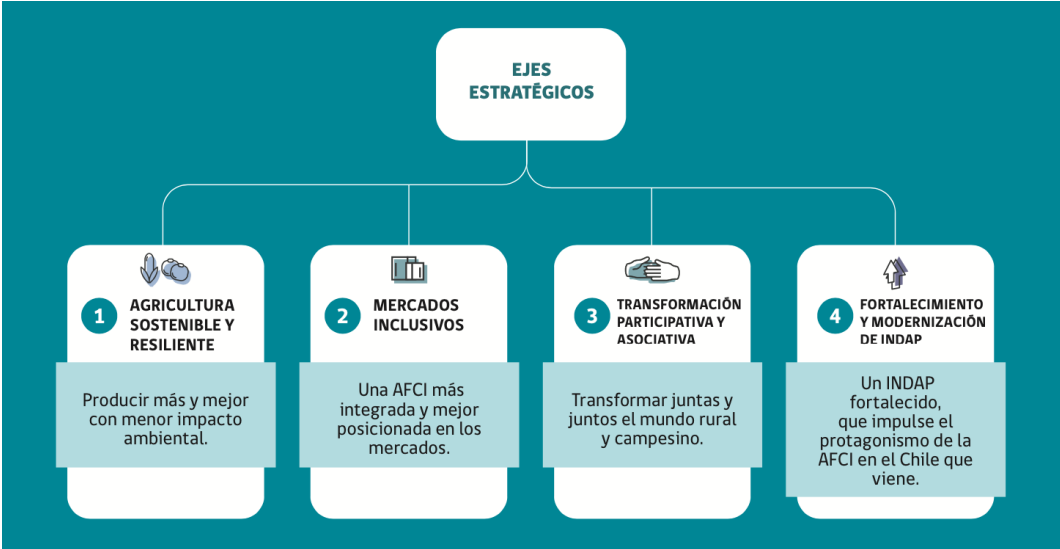 EJES
ESTRATÉGICOS
1
AGRICULTURA
SOSTENIBLE Y
RESILIENTE
Producir más y mejor
con menor impacto
ambiental.
2
MERCADOS
INCLUSIVOS
Una AFCI más
integrada y mejor
posicionada en los
mercados.
3
TRANSFORMACIÓN
PARTICIPATIVA Y
ASOCIATIVA
Transformar juntas y
juntos el mundo rural
y campesino.
4
FORTALECIMIENTO
Y MODERNIZACIÓN
DE INDAP
Un INDAP
fortalecido,
que impulse el
protagonismo de la
AFCI en el Chile que
viene.